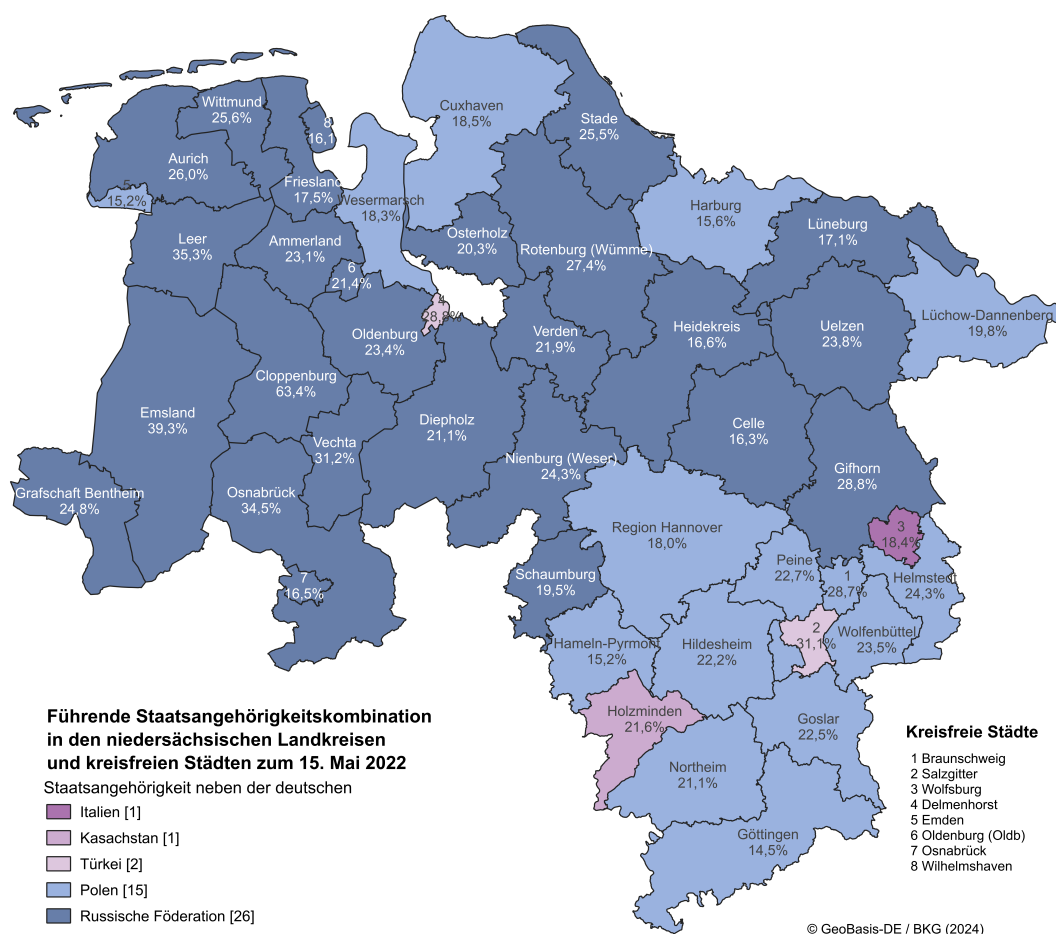 Cuxhaven
18,5%
Wittmund
25,6%
Stade
25,5%
8
16,1
Aurich
26,0%
Friesland
17,5%
5
15,2%
Wesermarsch
18,3%
Harburg
15,6%
Lüneburg
17,1%
Leer
35,3%
Ammerland
23,1%
Osterholz
20,3%
Rotenburg (Wümme)
27,4%
6
21,4%
4
28,8%
Lüchow-Dannenberg
19,8%
Oldenburg
23,4%
Verden
21,9%
Heidekreis
16,6%
Uelzen
23,8%
Cloppenburg
63,4%
Emsland
39,3%
Diepholz
21,1%
Celle
16,3%
Vechta
31,2%
Nienburg (Weser)
24,3%
Gifhorn
28,8%
Grafschaft Bentheim
24,8%
Osnabrück
34,5%
Region Hannover
18,0%
3
18,4%
Peine
22,7%
Schaumburg
19,5%
7
16,5%
1
28,7%
Helmstedt
24,3%
Hameln-Pyrmont
15,2%
Hildesheim
22,2%
2
31,1%
Wolfenbüttel
23,5%
Holzminden
21,6%
Goslar
22,5%
Northeim
21,1%
Göttingen
14,5%
Führende Staatsangehörigkeitskombination
in den niedersächsischen Landkreisen
und kreisfreien Städten zum 15. Mai 2022
Staatsangehörigkeit neben der deutschen
Italien [1]
Kasachstan [1]
Türkei [2]
Polen [15]
Russische Föderation [26]
Kreisfreie Städte
1 Braunschweig
2 Salzgitter
3 Wolfsburg
4 Delmenhorst
5 Emden
6 Oldenburg (Oldb)
7 Osnabrück
8 Wilhelmshaven
© GeoBasis-DE / BKG (2024)